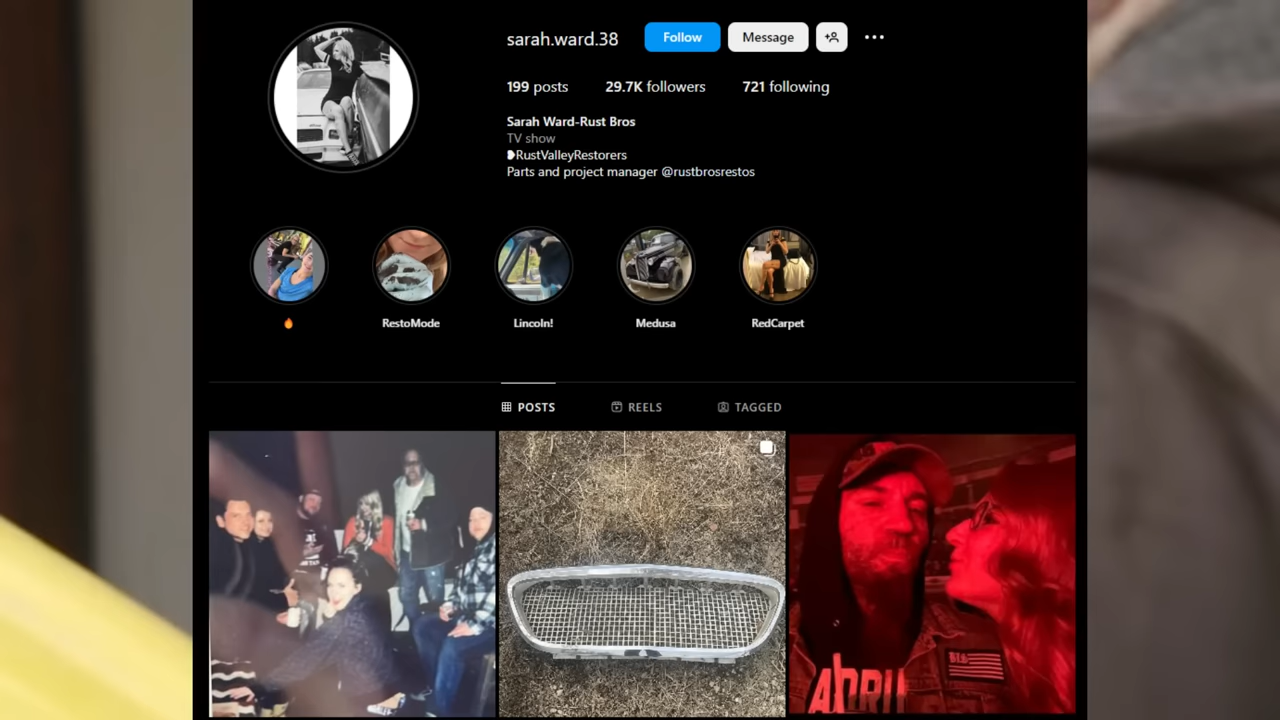 sarah.ward.38 Follow Message
199 posts 29.7K followers 721 following
Sarah Ward-Rust Bros
TV show
RustValleyRestorers
Parts and project manager @rustbrosrestos
RestoMode Lincoln! Medusa RedCarpet
POSTS REELS TAGGED